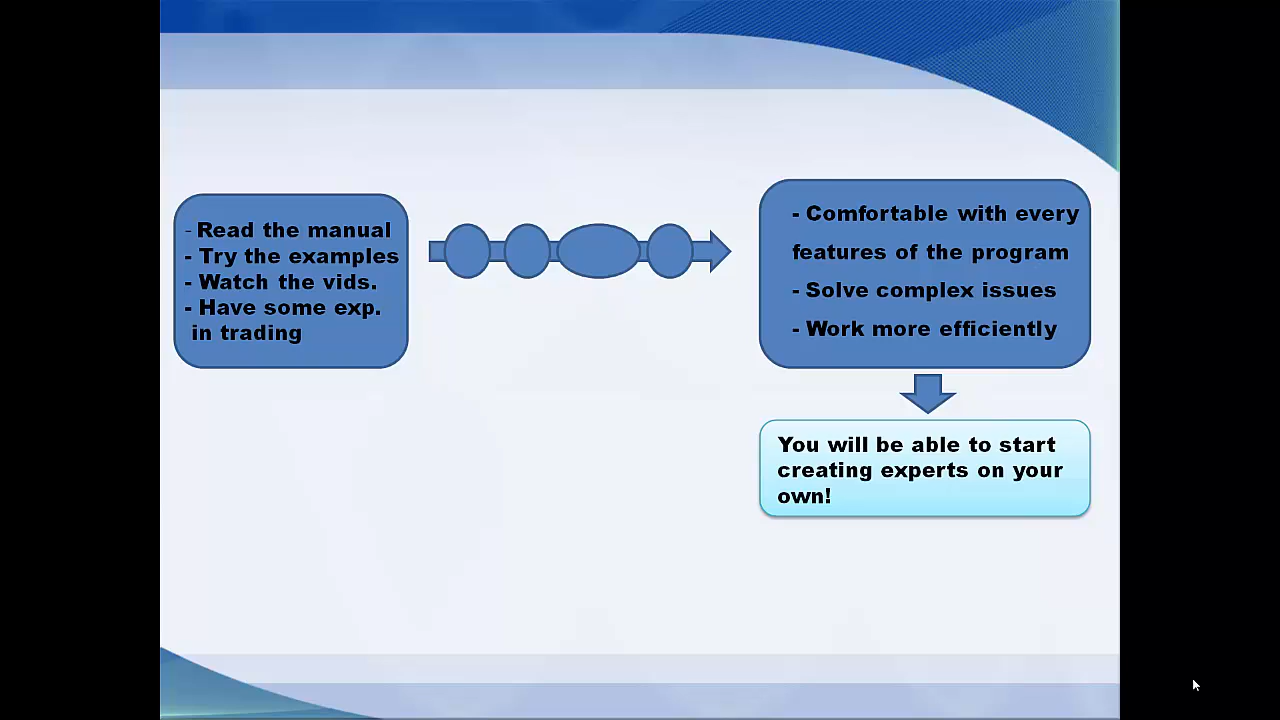 - Read the manual
- Try the examples
- Watch the vids.
- Have some exp.
in trading
- Comfortable with every
features of the program
- Solve complex issues
- Work more efficiently
You will be able to start
creating experts on your
own!